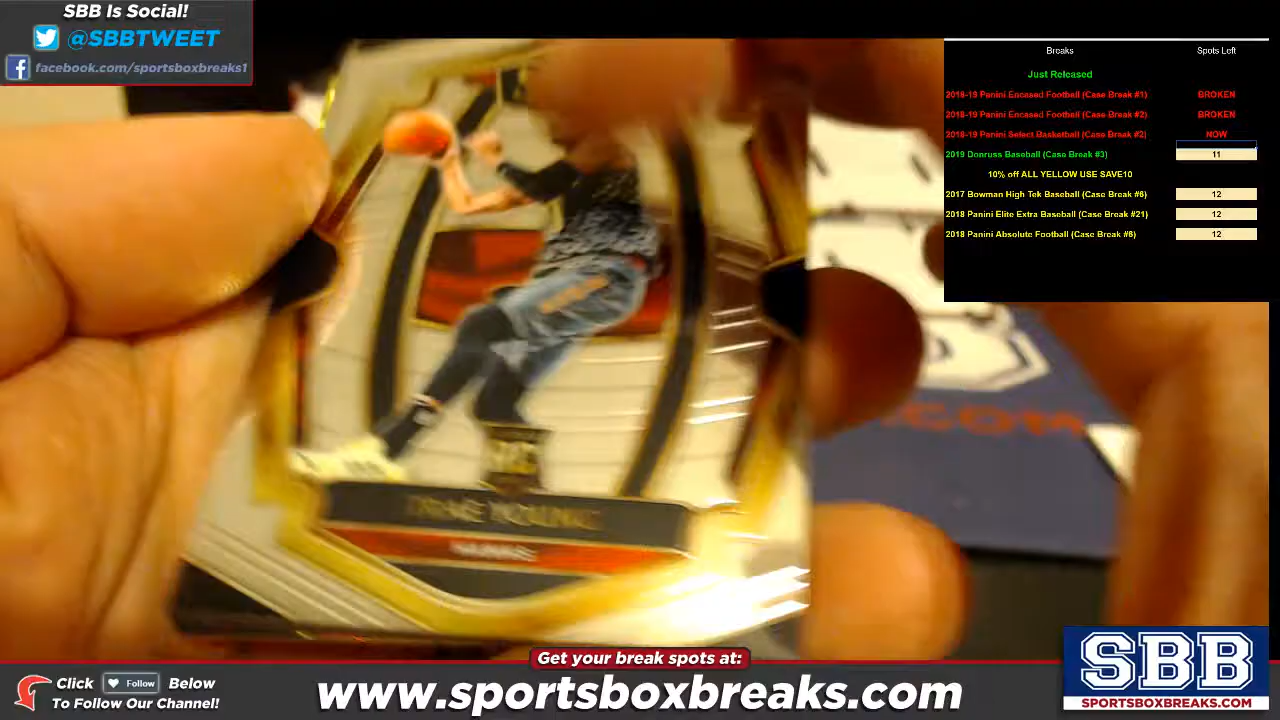 SBB Is Social!
@SBBTWEET
facebook.com/sportsboxbreaks1
Breaks Spots Left
Just Released
2018-19 Panini Encased Football (Case Break #1) BROKEN
2018-19 Panini Encased Football (Case Break #2) BROKEN
2018-19 Panini Select Basketball (Case Break #2) NOW
2019 Donruss Baseball (Case Break #3) 11
10% off ALL YELLOW USE SAVE10
2017 Bowman High Tek Baseball (Case Break #6) 12
2018 Panini Elite Extra Baseball (Case Break #21) 12
2018 Panini Absolute Football (Case Break #6) 12
RC
TRAE YOUNG
HAWKS
Get your break spots at:
Click Follow Below
To Follow Our Channel!
www.sportsboxbreaks.com
SBB
SPORTSBOXBREAKS.COM